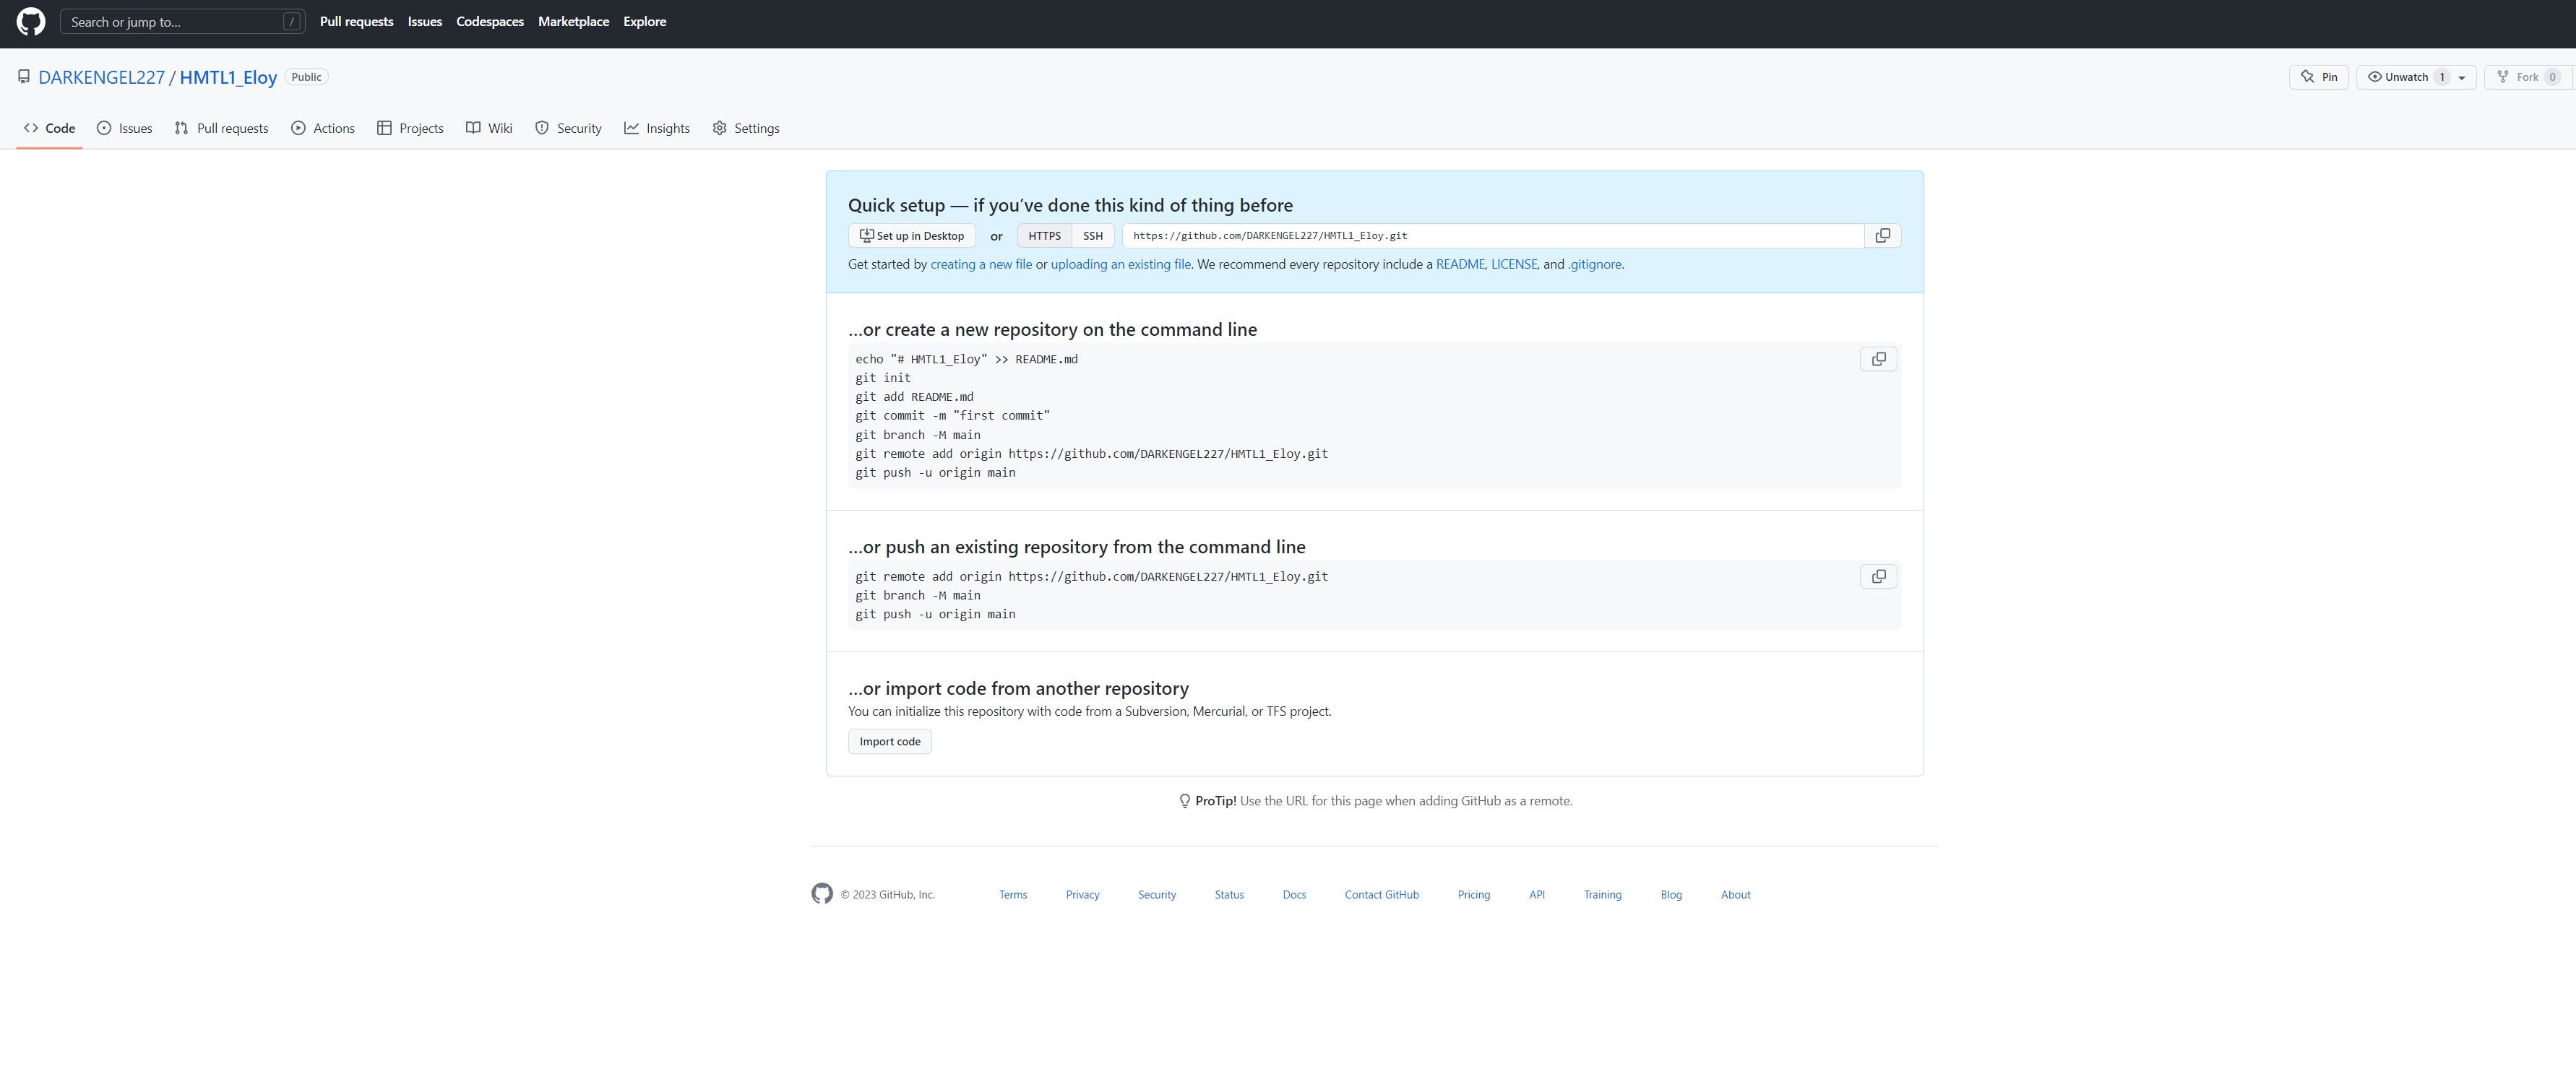 Search or jump to... /
Pull requests Issues Codespaces Marketplace Explore
DARKENGEL227 / HMTL1_Eloy Public
Pin Unwatch 1 Fork 0
Code Issues Pull requests Actions Projects Wiki Security Insights Settings
Quick setup — if you've done this kind of thing before
Set up in Desktop or HTTPS SSH https://github.com/DARKENGEL227/HMTL1_Eloy.git
Get started by creating a new file or uploading an existing file. We recommend every repository include a README, LICENSE, and .gitignore.
...or create a new repository on the command line
echo "# HMTL1_Eloy" >> README.md
git init
git add README.md
git commit -m "first commit"
git branch -M main
git remote add origin https://github.com/DARKENGEL227/HMTL1_Eloy.git
git push -u origin main
...or push an existing repository from the command line
git remote add origin https://github.com/DARKENGEL227/HMTL1_Eloy.git
git branch -M main
git push -u origin main
...or import code from another repository
You can initialize this repository with code from a Subversion, Mercurial, or TFS project.
Import code
ProTip! Use the URL for this page when adding GitHub as a remote.
© 2023 GitHub, Inc. Terms Privacy Security Status Docs Contact GitHub Pricing API Training Blog About